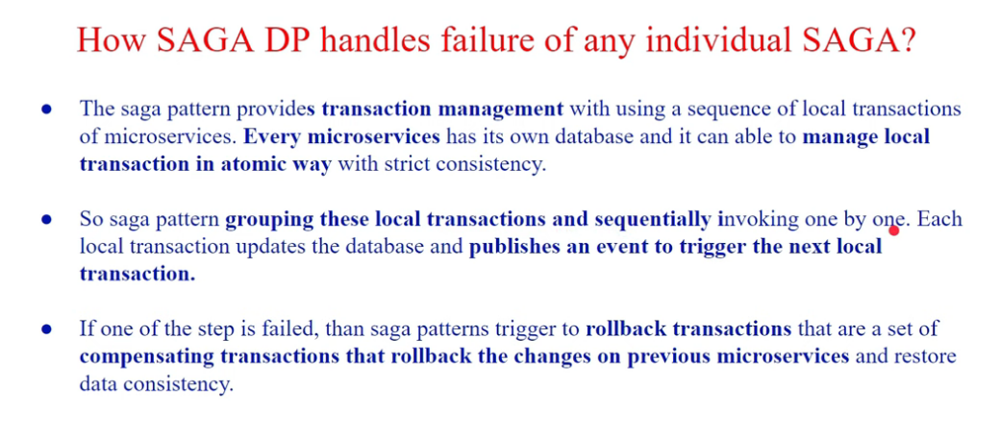 How SAGA DP handles failure of any individual SAGA?
● The saga pattern provides transaction management with using a sequence of local transactions
of microservices. Every microservices has its own database and it can able to manage local
transaction in atomic way with strict consistency.
● So saga pattern grouping these local transactions and sequentially invoking one by one. Each
local transaction updates the database and publishes an event to trigger the next local
transaction.
● If one of the step is failed, than saga patterns trigger to rollback transactions that are a set of
compensating transactions that rollback the changes on previous microservices and restore
data consistency.